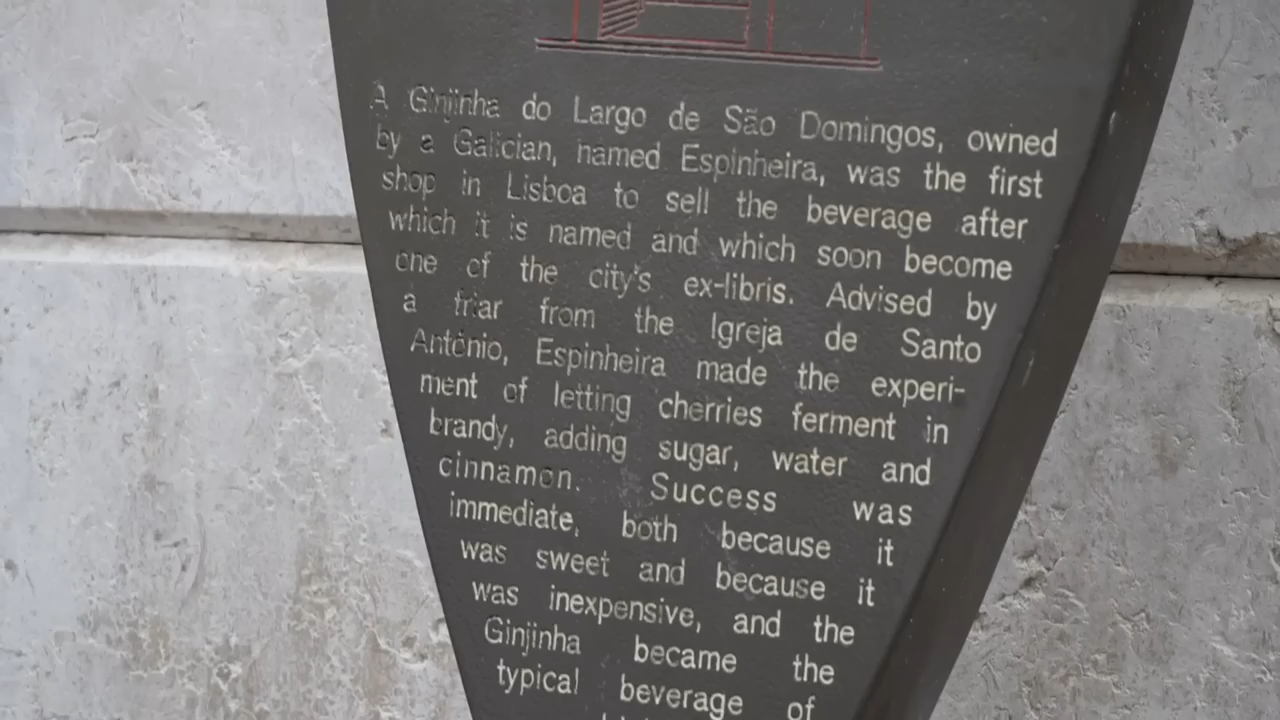 A Ginjinha do Largo de São Domingos, owned
by a Galician, named Espinheira, was the first
shop in Lisboa to sell the beverage after
which it is named and which soon become
one of the city's ex-libris. Advised by
a friar from the Igreja de Santo
António, Espinheira made the experi-
ment of letting cherries ferment in
brandy, adding sugar, water and
cinnamon. Success was
immediate, both because it
was sweet and because it
was inexpensive, and the
Ginjinha became the
typical beverage of